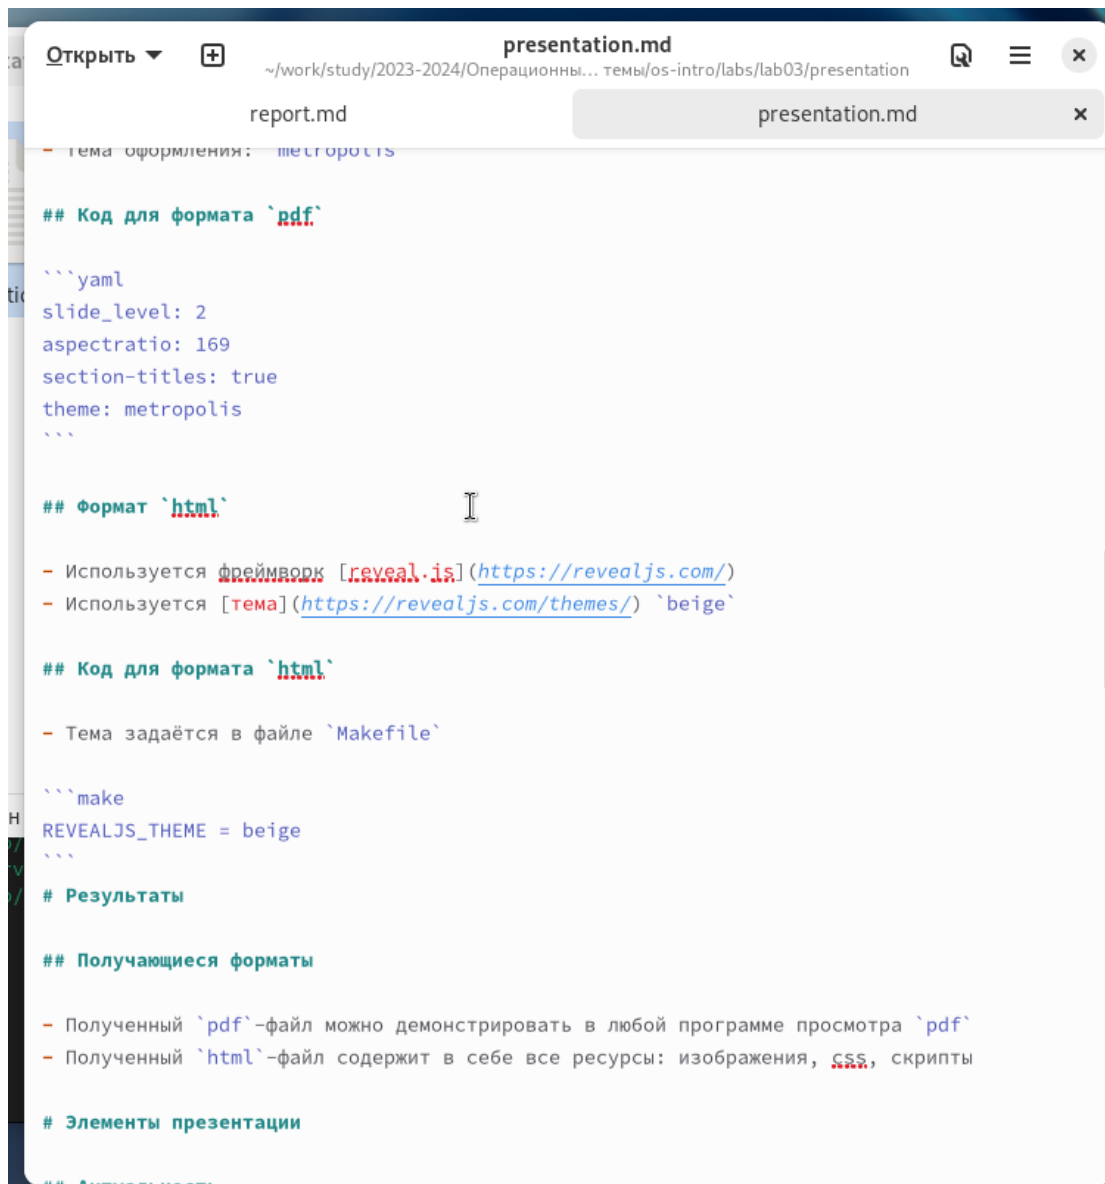 Открыть
presentation.md
~/work/study/2023-2024/Операционны... темы/os-intro/labs/lab03/presentation
report.md
presentation.md
- Тема оформления: `metropolis`
## Код для формата `pdf`
```yaml
slide_level: 2
aspectratio: 169
section-titles: true
theme: metropolis
```
## Формат `html`
- Используется фреймворк [reveal.js](https://revealjs.com/)
- Используется [тема](https://revealjs.com/themes/) `beige`
## Код для формата `html`
- Тема задаётся в файле `Makefile`
```make
REVEALJS_THEME = beige
```
# Результаты
## Получающиеся форматы
- Полученный `pdf`-файл можно демонстрировать в любой программе просмотра `pdf`
- Полученный `html`-файл содержит в себе все ресурсы: изображения, css, скрипты
# Элементы презентации
## Актуальность